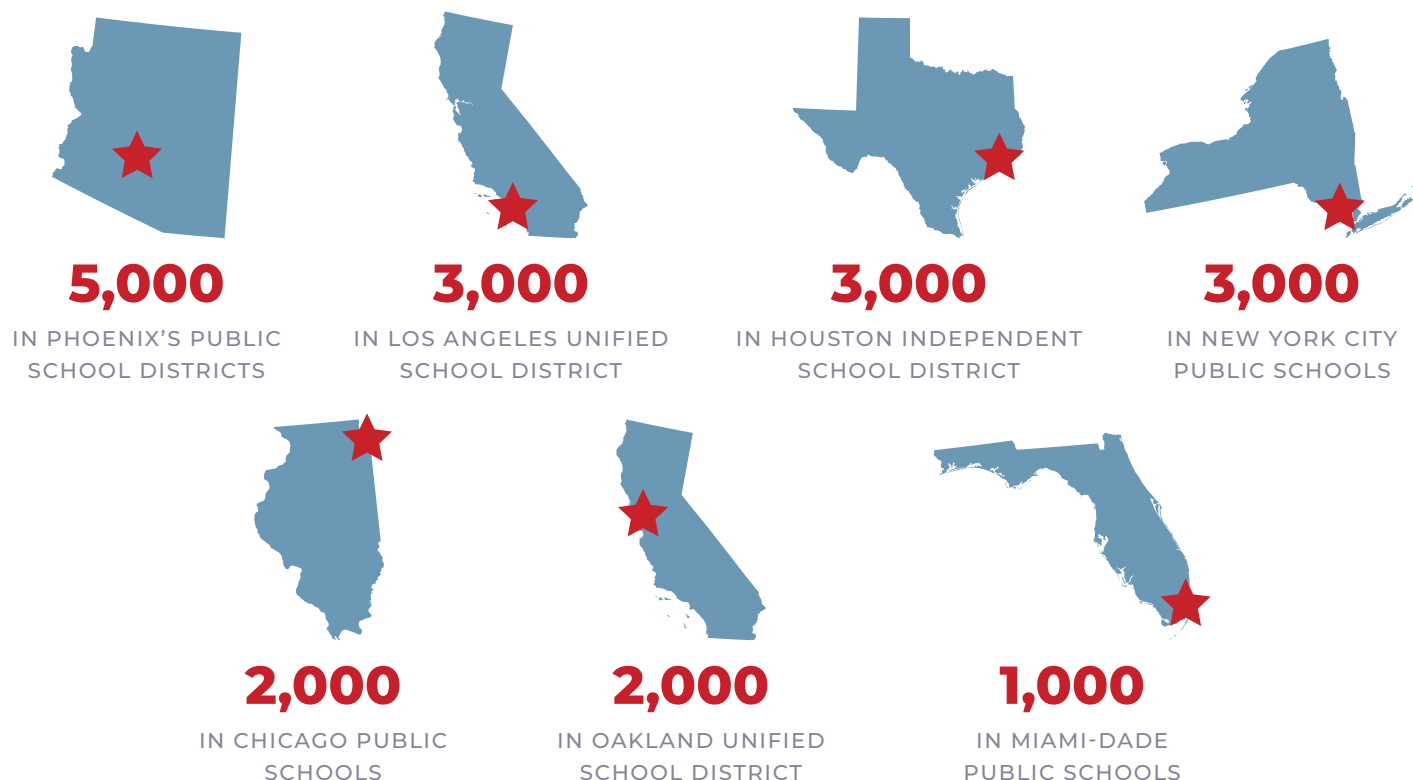 5,000
IN PHOENIX’S PUBLIC
SCHOOL DISTRICTS
3,000
IN LOS ANGELES UNIFIED
SCHOOL DISTRICT
3,000
IN HOUSTON INDEPENDENT
SCHOOL DISTRICT
3,000
IN NEW YORK CITY
PUBLIC SCHOOLS
2,000
IN CHICAGO PUBLIC
SCHOOLS
2,000
IN OAKLAND UNIFIED
SCHOOL DISTRICT
1,000
IN MIAMI-DADE
PUBLIC SCHOOLS